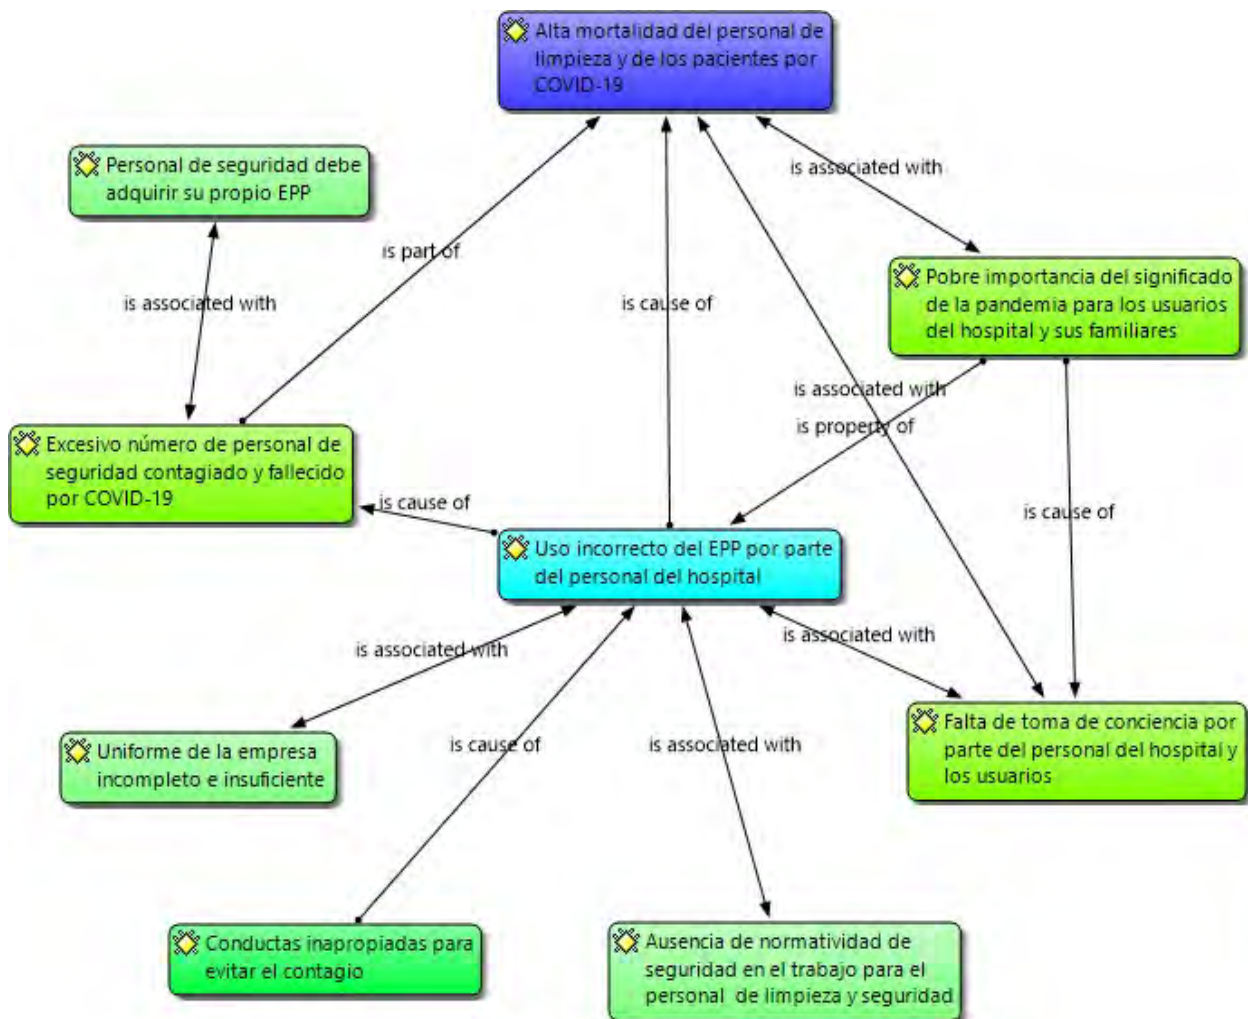 Alta mortalidad del personal de
limpieza y de los pacientes por
COVID-19
Personal de seguridad debe
adquirir su propio EPP
is associated with
is part of
is associated with
is cause of
Pobre importancia del significado
de la pandemia para los usuarios
del hospital y sus familiares
is associated with
is property of
Excesivo número de personal de
seguridad contagiado y fallecido
por COVID-19
is cause of
is cause of
Uso incorrecto del EPP por parte
del personal del hospital
is associated with
is associated with
Uniforme de la empresa
incompleto e insuficiente
is cause of
is associated with
Falta de toma de conciencia por
parte del personal del hospital y
los usuarios
Conductas inapropiadas para
evitar el contagio
Ausencia de normatividad de
seguridad en el trabajo para el
personal de limpieza y seguridad